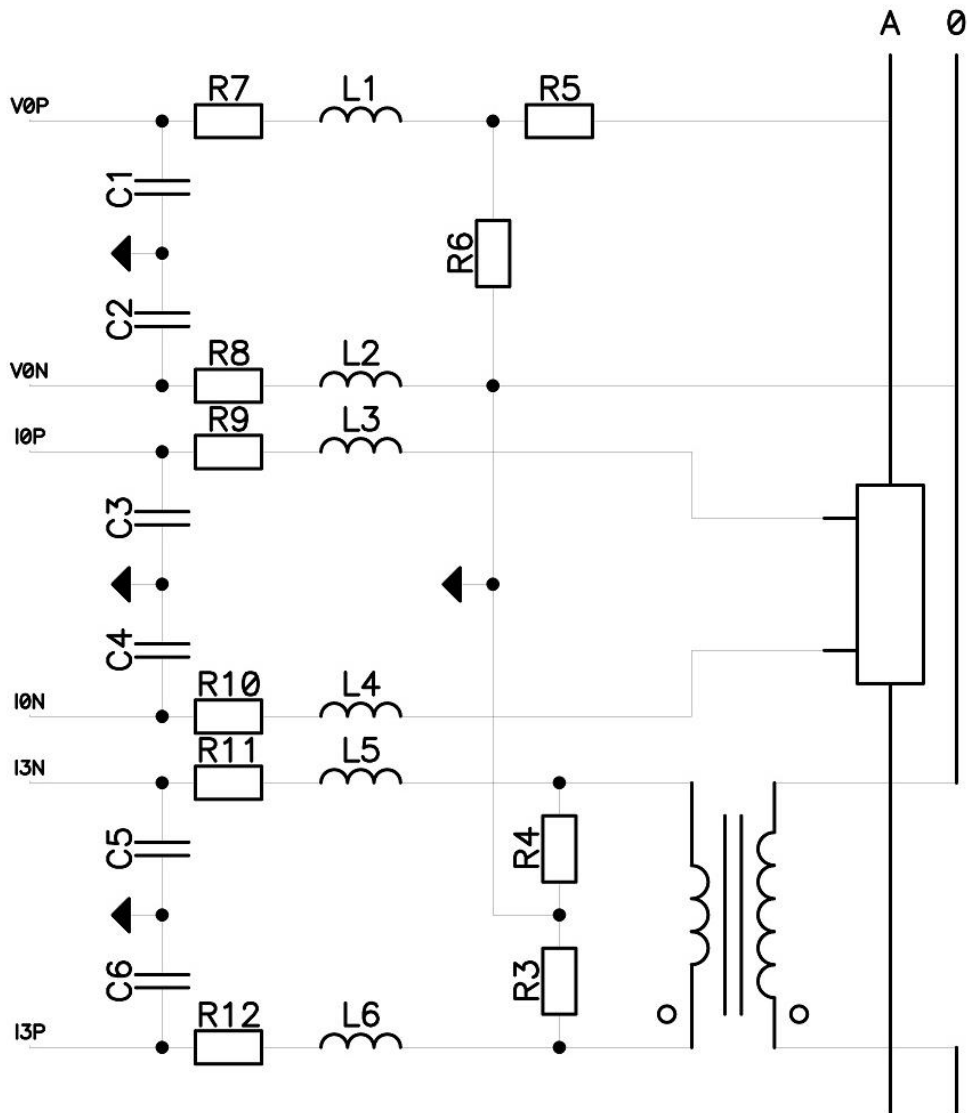 A 0
R7 L1 R5
V0P
C1
R6
C2
R8 L2
V0N
R9 L3
I0P
C3
C4
R10 L4
I0N
R11 L5
I3N
C5
R4
C6
R3
R12 L6
I3P